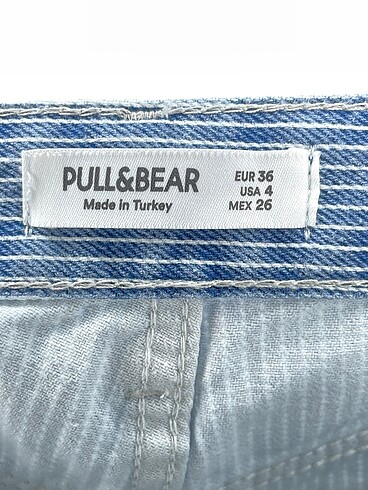 PULL&BEAR
Made in Turkey
EUR 36
USA 4
MEX 26